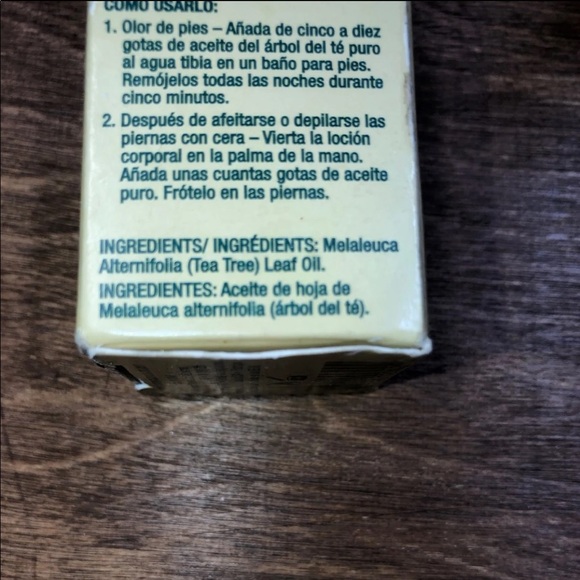 CÓMO USARLO:
1. Olor de pies – Añada de cinco a diez
gotas de aceite del árbol del té puro
al agua tibia en un baño para pies.
Remójelos todas las noches durante
cinco minutos.
2. Después de afeitarse o depilarse las
piernas con cera – Vierta la loción
corporal en la palma de la mano.
Añada unas cuantas gotas de aceite
puro. Frótelo en las piernas.
INGREDIENTS/ INGRÉDIENTS: Melaleuca
Alternifolia (Tea Tree) Leaf Oil.
INGREDIENTES: Aceite de hoja de
Melaleuca alternifolia (árbol del té).